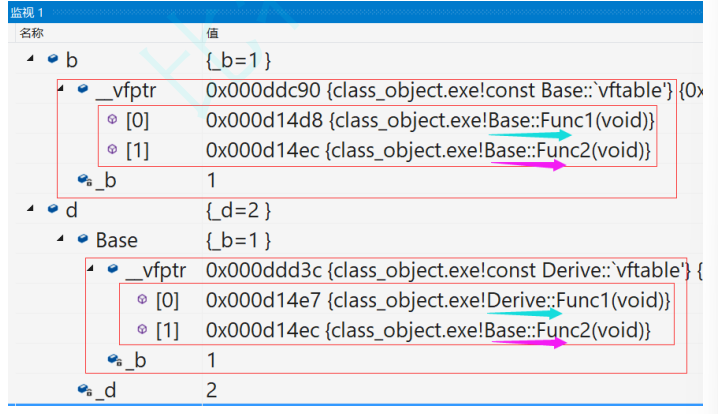 监视 1
名称 值
b {_b=1 }
__vfptr 0x000ddc90 {class_object.exe!const Base::`vftable'} {0x
[0] 0x000d14d8 {class_object.exe!Base::Func1(void)}
[1] 0x000d14ec {class_object.exe!Base::Func2(void)}
_b 1
d {_d=2 }
Base {_b=1 }
__vfptr 0x000ddd3c {class_object.exe!const Derive::`vftable'} {
[0] 0x000d14e7 {class_object.exe!Derive::Func1(void)}
[1] 0x000d14ec {class_object.exe!Base::Func2(void)}
_b 1
_d 2